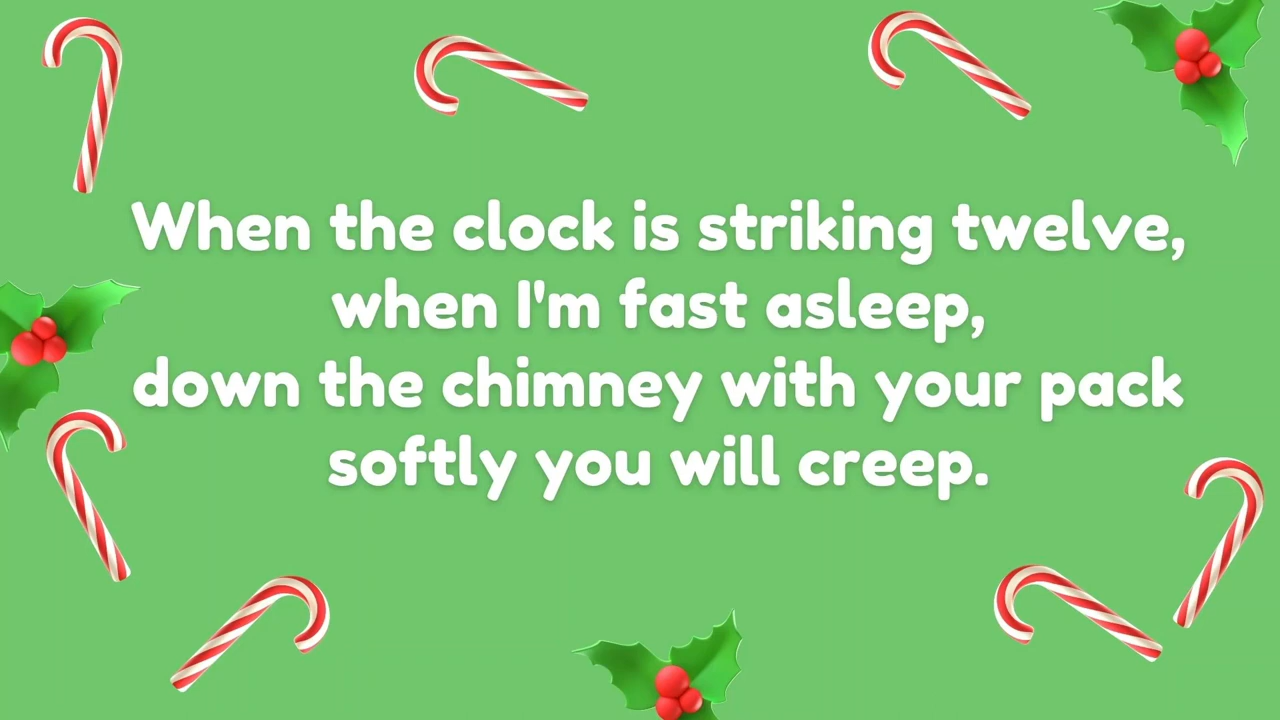 When the clock is striking twelve,
when I'm fast asleep,
down the chimney with your pack
softly you will creep.